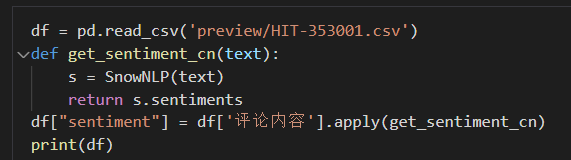 df = pd.read_csv('preview/HIT-353001.csv')
def get_sentiment_cn(text):
    s = SnowNLP(text)
    return s.sentiments
df["sentiment"] = df['评论内容'].apply(get_sentiment_cn)
print(df)